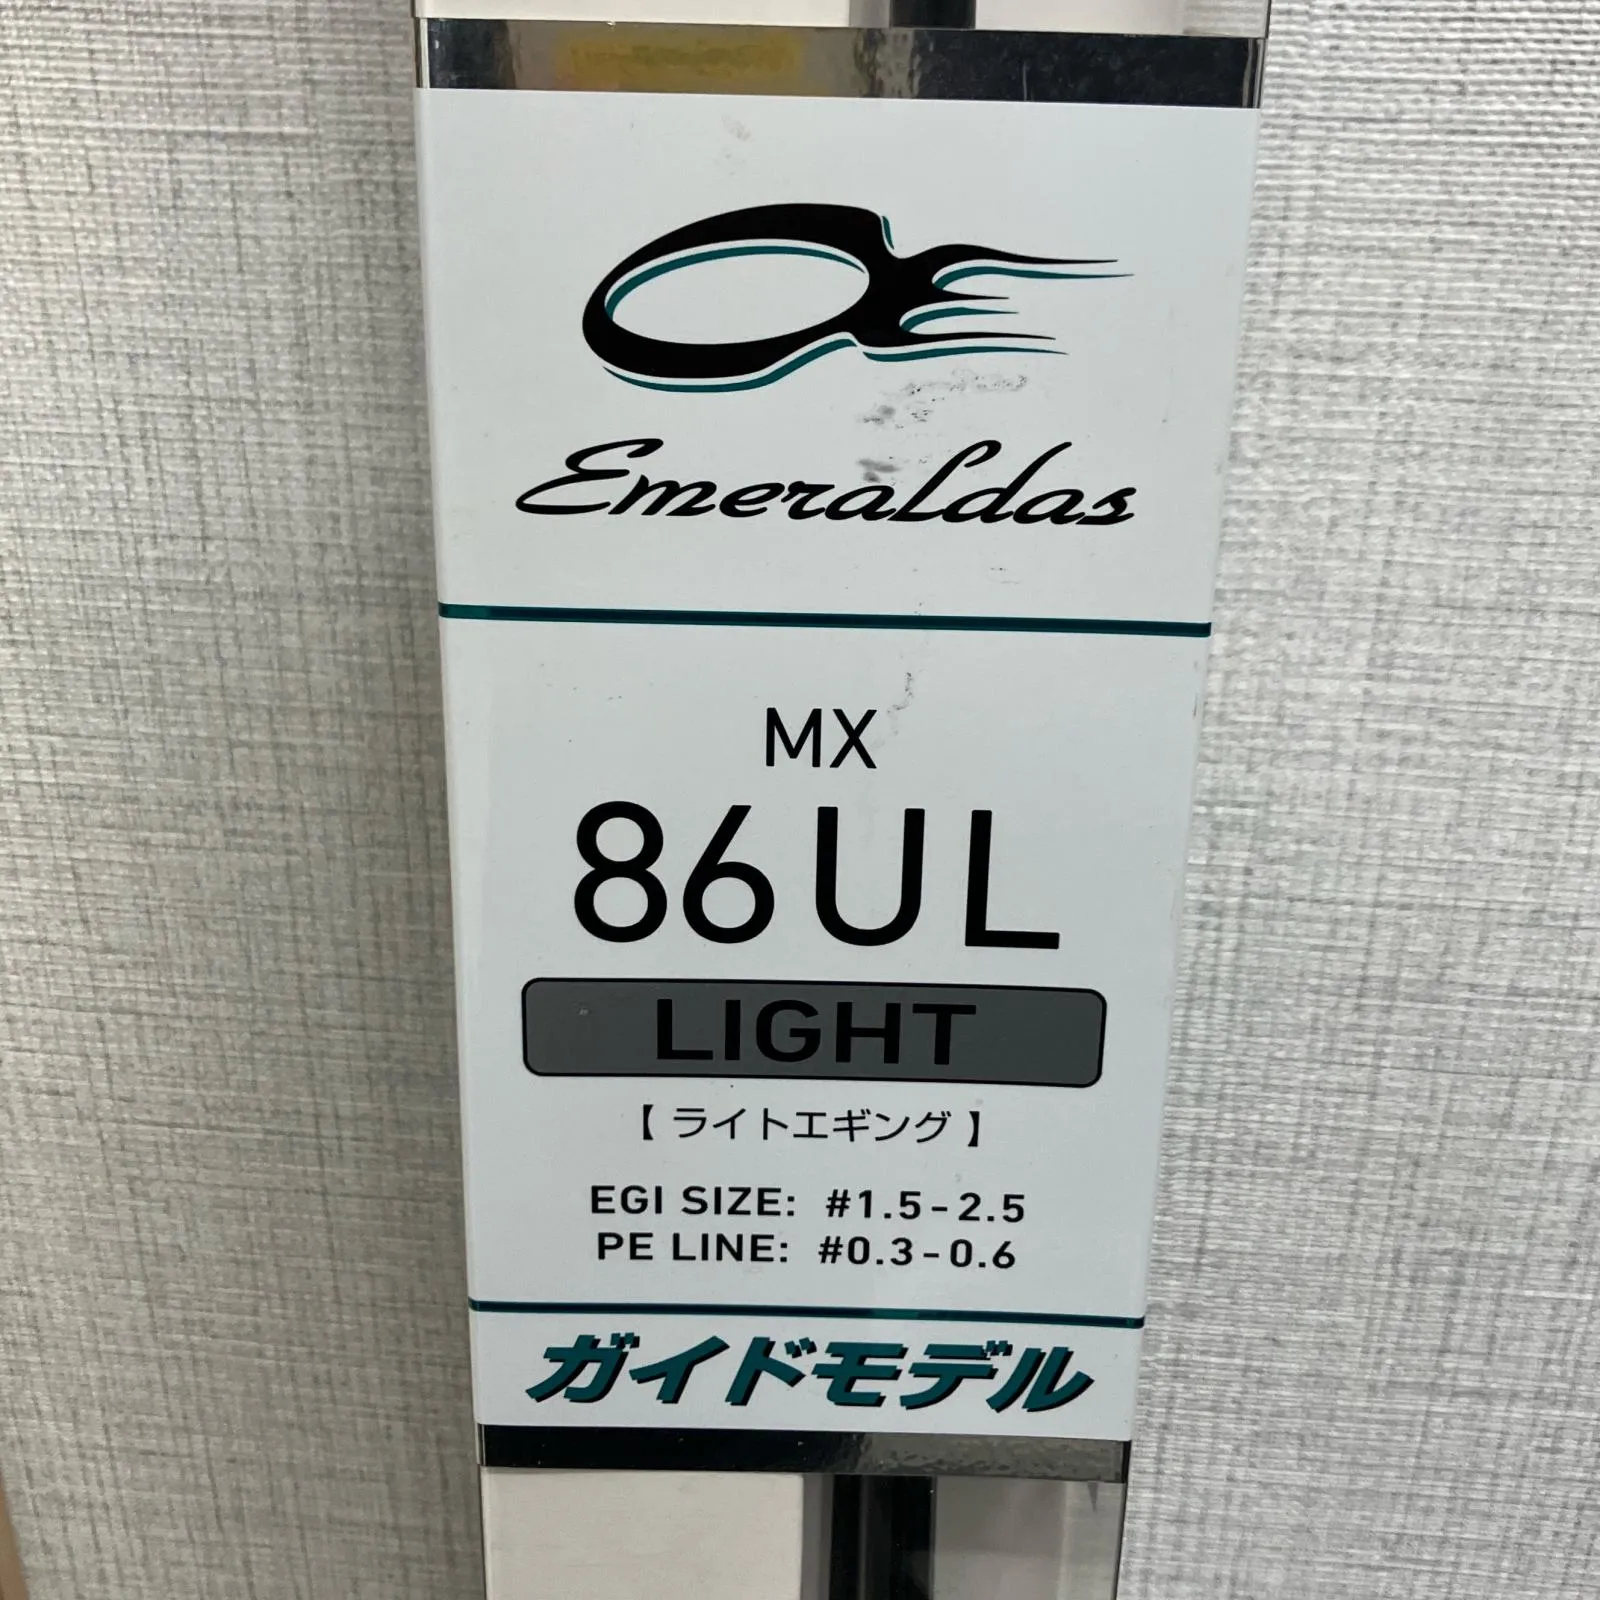 Emeraldas
MX
86UL
LIGHT
【 ライトエギング 】
EGI SIZE: #1.5-2.5
PE LINE: #0.3-0.6
ガイドモデル